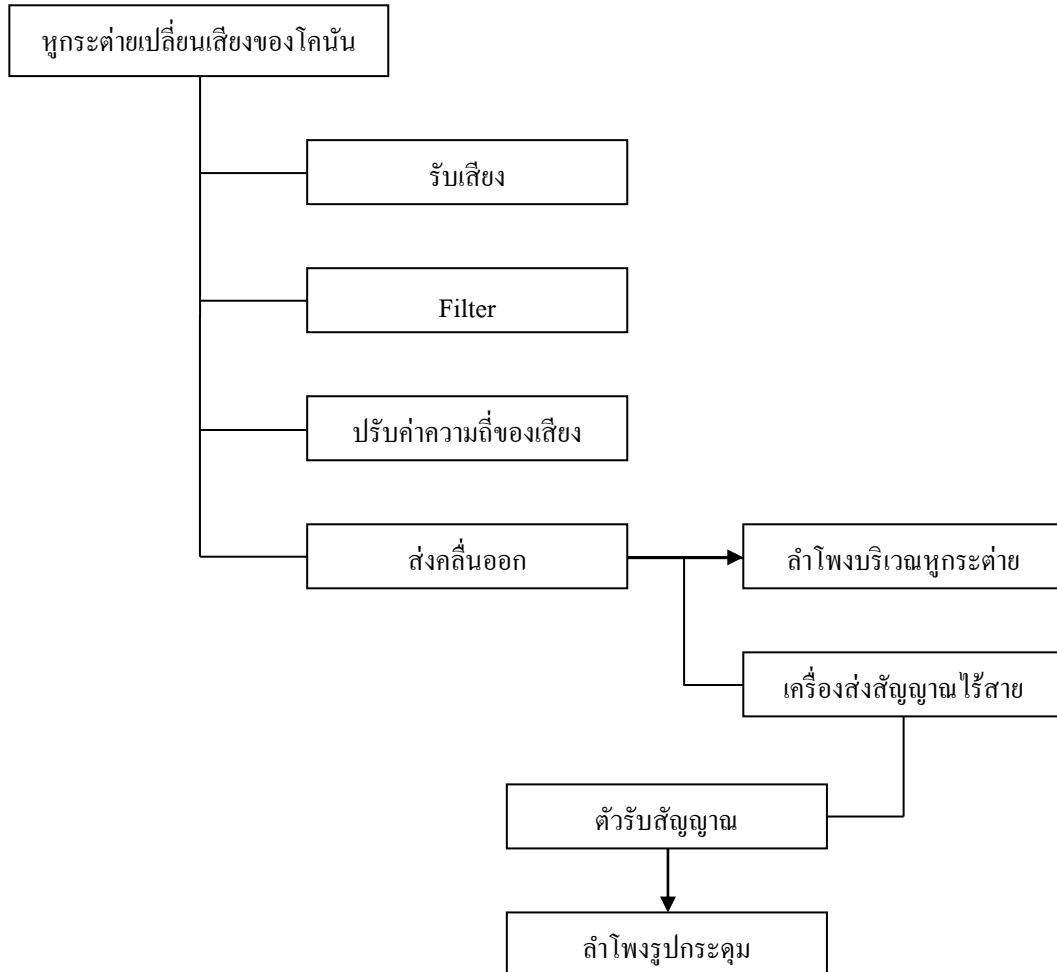 หูกระต่ายเปลี่ยนเสียงของโคนัน
รับเสียง
Filter
ปรับค่าความถี่ของเสียง
ส่งคลื่นออก
ลำโพงบริเวณหูกระต่าย
เครื่องส่งสัญญาณไร้สาย
ตัวรับสัญญาณ
ลำโพงรูปกระดุม